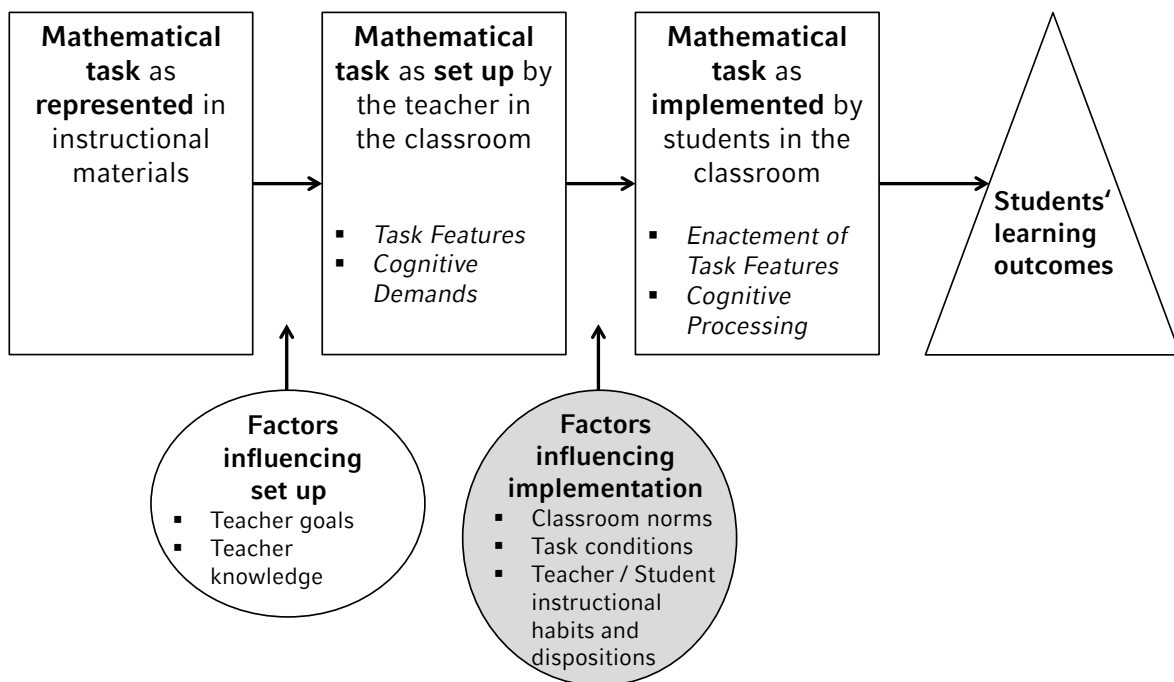 Mathematical
task as
represented in
instructional
materials
Mathematical
task as set up by
the teacher in
the classroom
▪ Task Features
▪ Cognitive
Demands
Mathematical
task as
implemented by
students in the
classroom
▪ Enactement of
Task Features
▪ Cognitive
Processing
Students‘
learning
outcomes
Factors
influencing
set up
▪ Teacher goals
▪ Teacher
knowledge
Factors
influencing
implementation
▪ Classroom norms
▪ Task conditions
▪ Teacher / Student
instructional
habits and
dispositions